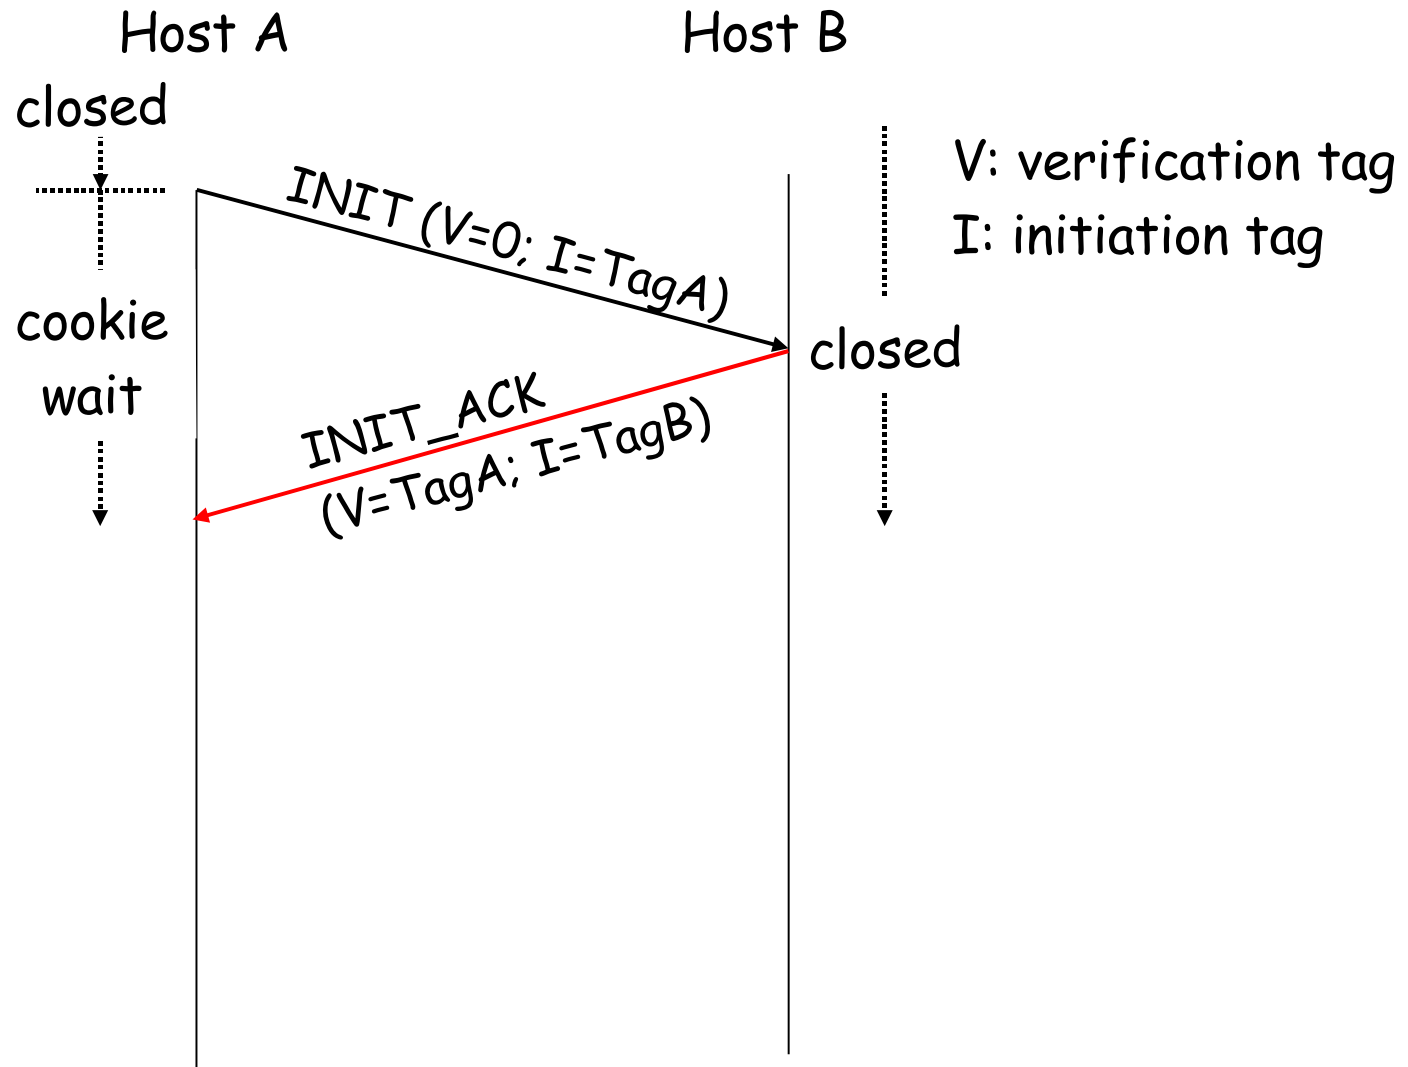 Host A
Host B
closed
V: verification tag
I: initiation tag
INIT (V=0; I=TagA)
cookie
wait
closed
INIT_ACK
(V=TagA; I=TagB)